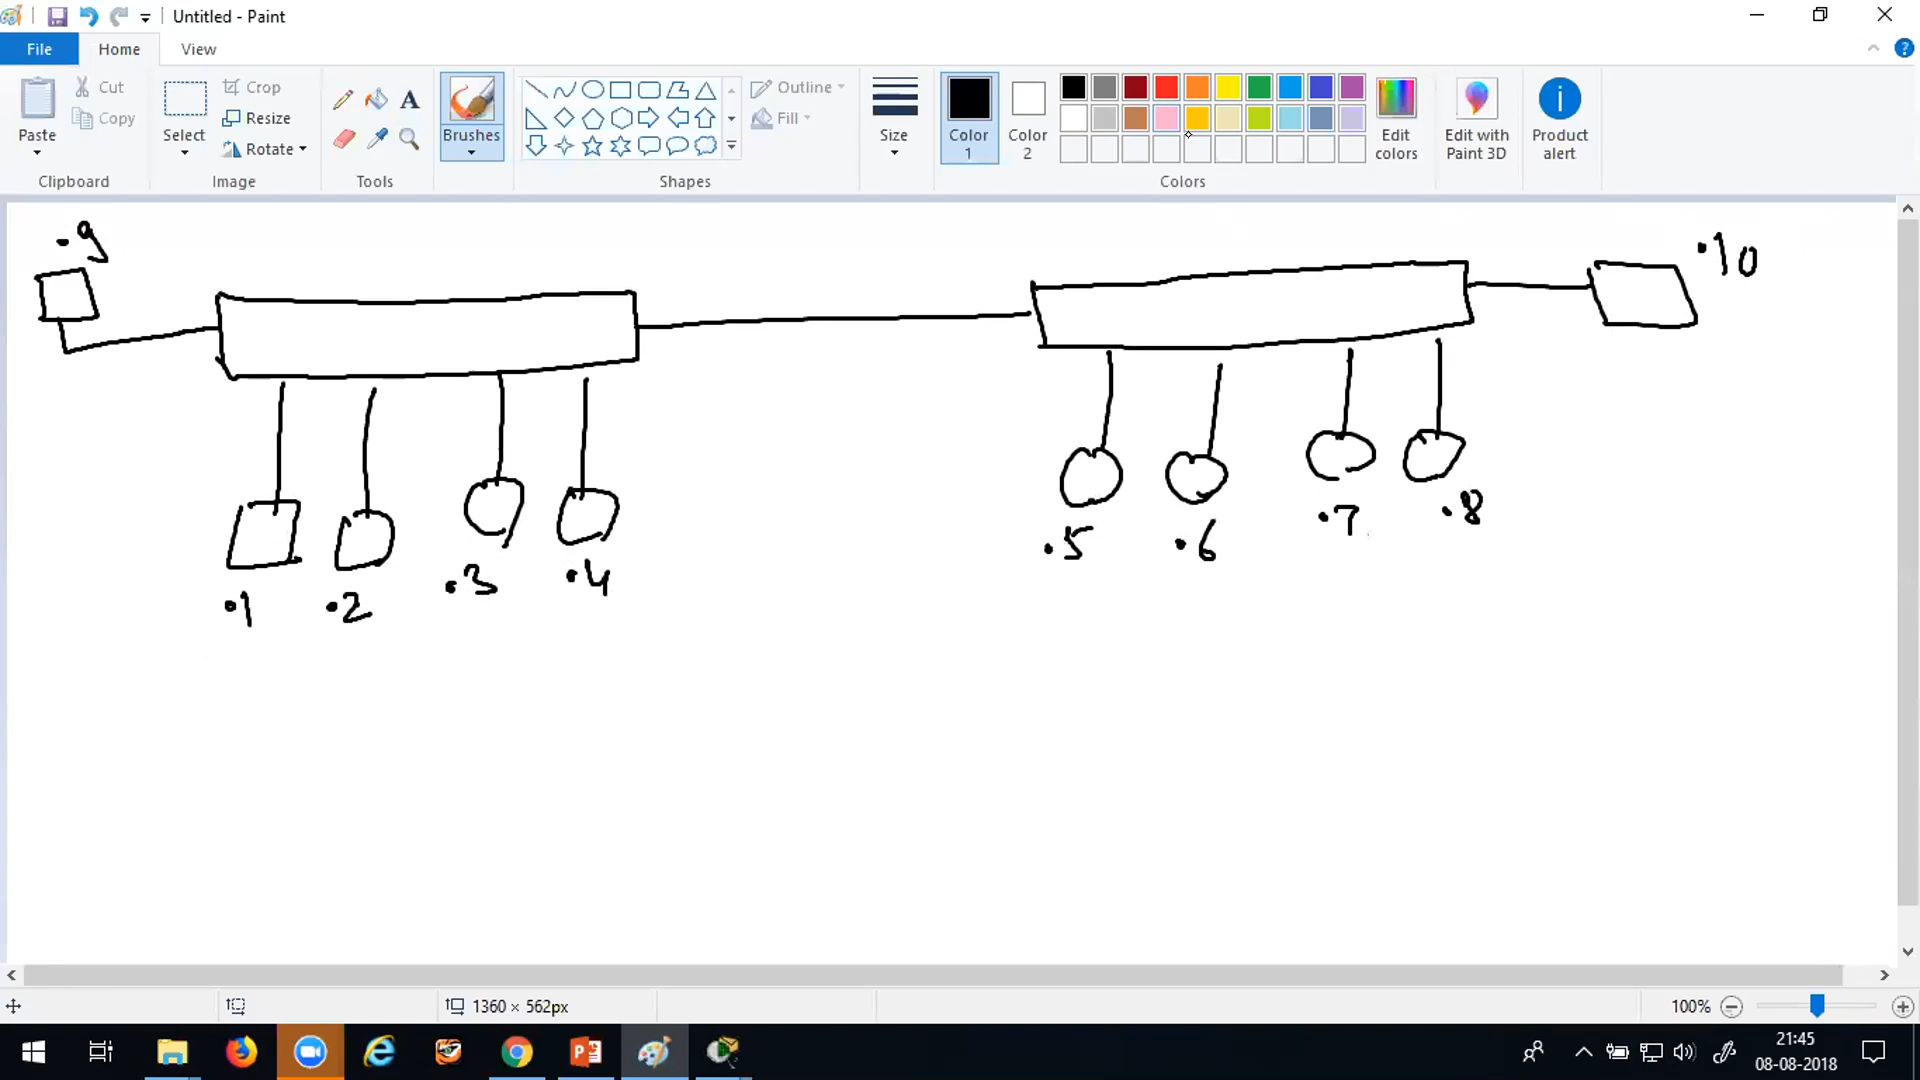 Untitled - Paint
File Home View
Paste
Cut
Copy
Clipboard
Select
Crop
Resize
Rotate
Image
Tools
Brushes
Outline
Fill
Shapes
Size
Color 1
Color 2
Edit colors
Edit with Paint 3D
Product alert
Colors
.9
.10
.1 .2 .3 .4
.5 .6 .7 .8
1360 × 562px
100%
21:45
08-08-2018